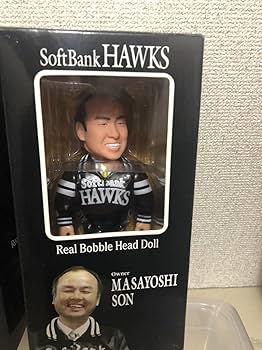 SoftBank HAWKS
SoftBank
HAWKS
Real Bobble Head Doll
Owner
MASAYOSHI
SON